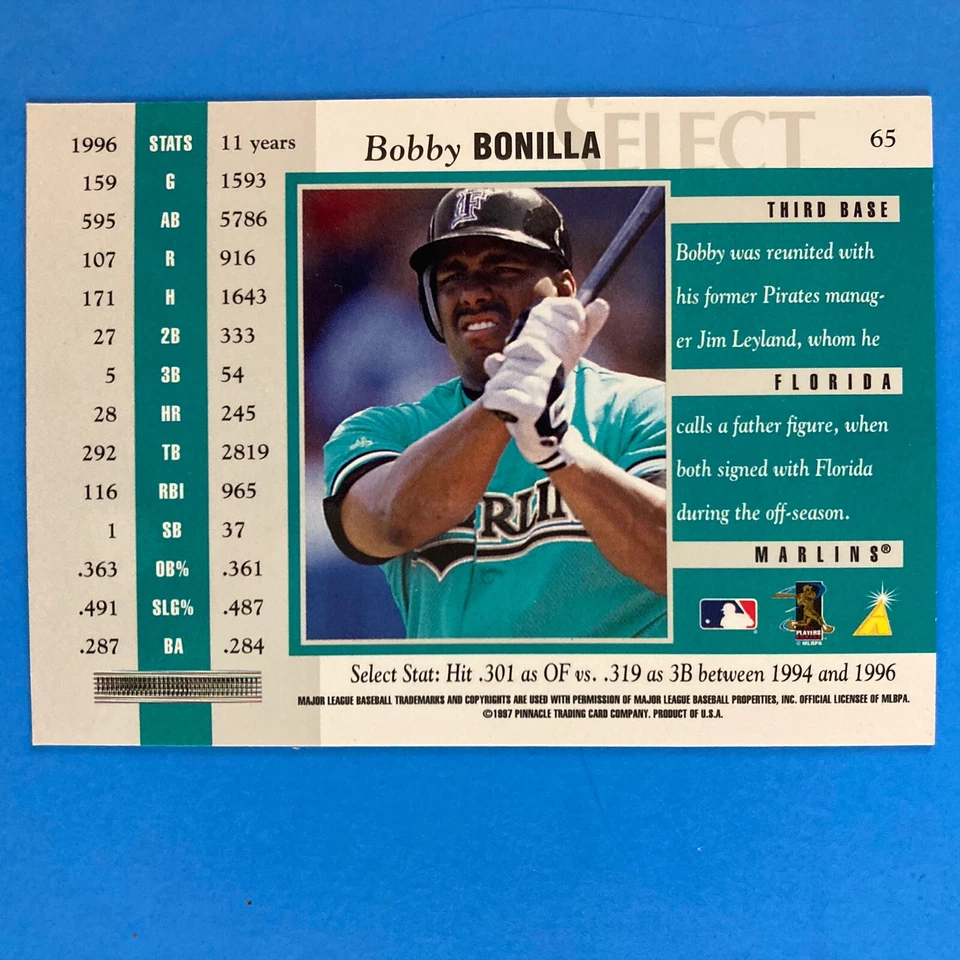 Bobby BONILLA
SELECT
65
1996 STATS 11 years
159 G 1593
595 AB 5786
107 R 916
171 H 1643
27 2B 333
5 3B 54
28 HR 245
292 TB 2819
116 RBI 965
1 SB 37
.363 OB% .361
.491 SLG% .487
.287 BA .284
F
RLIN
THIRD BASE
Bobby was reunited with
his former Pirates manag-
er Jim Leyland, whom he
FLORIDA
calls a father figure, when
both signed with Florida
during the off-season.
MARLINS®
PLAYERS
© MLBPA
Select Stat: Hit .301 as OF vs. .319 as 3B between 1994 and 1996
MAJOR LEAGUE BASEBALL TRADEMARKS AND COPYRIGHTS ARE USED WITH PERMISSION OF MAJOR LEAGUE BASEBALL PROPERTIES, INC. OFFICIAL LICENSEE OF MLBPA.
©1997 PINNACLE TRADING CARD COMPANY. PRODUCT OF U.S.A.